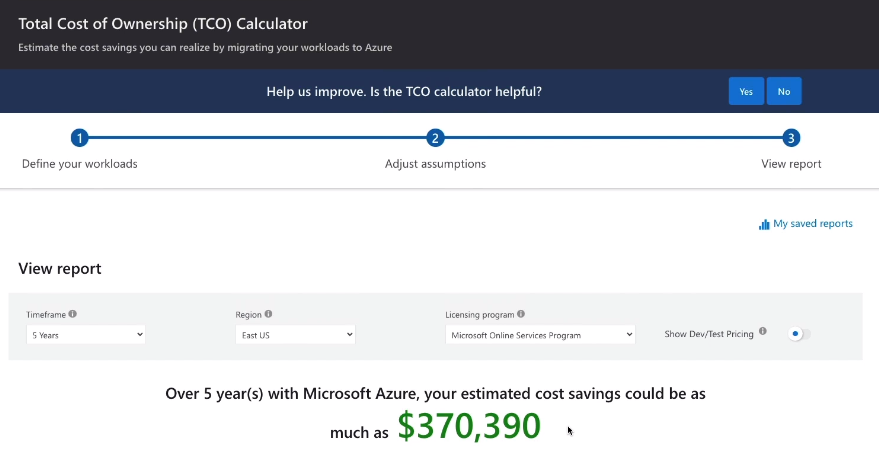 Total Cost of Ownership (TCO) Calculator
Estimate the cost savings you can realize by migrating your workloads to Azure
Help us improve. Is the TCO calculator helpful? Yes No
1 2 3
Define your workloads Adjust assumptions View report
My saved reports
View report
Timeframe Region Licensing program
5 Years East US Microsoft Online Services Program Show Dev/Test Pricing
Over 5 year(s) with Microsoft Azure, your estimated cost savings could be as
much as $370,390